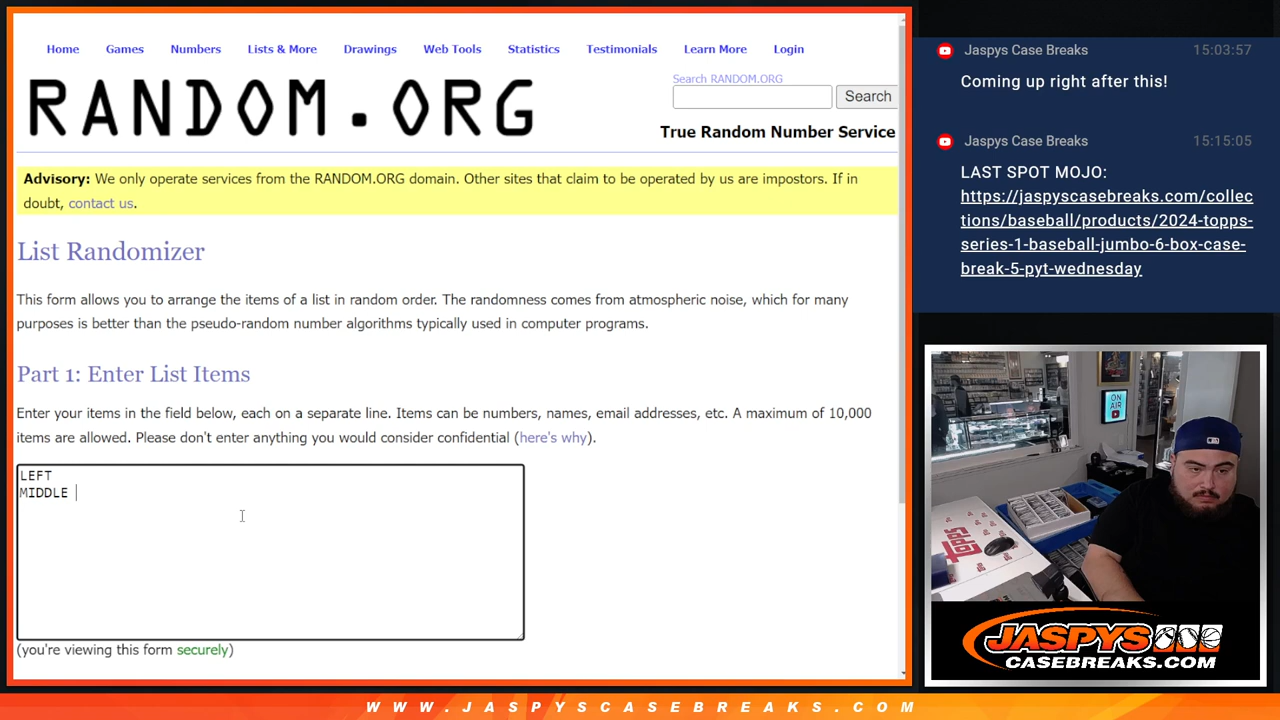 Home Games Numbers Lists & More Drawings Web Tools Statistics Testimonials Learn More Login
RANDOM.ORG
Search RANDOM.ORG
Search
True Random Number Service
Advisory: We only operate services from the RANDOM.ORG domain. Other sites that claim to be operated by us are impostors. If in
doubt, contact us.
List Randomizer
This form allows you to arrange the items of a list in random order. The randomness comes from atmospheric noise, which for many
purposes is better than the pseudo-random number algorithms typically used in computer programs.
Part 1: Enter List Items
Enter your items in the field below, each on a separate line. Items can be numbers, names, email addresses, etc. A maximum of 10,000
items are allowed. Please don't enter anything you would consider confidential (here's why).
LEFT
MIDDLE
(you're viewing this form securely)
Jaspys Case Breaks 15:03:57
Coming up right after this!
Jaspys Case Breaks 15:15:05
LAST SPOT MOJO:
https://jaspyscasebreaks.com/collec
tions/baseball/products/2024-topps-
series-1-baseball-jumbo-6-box-case-
break-5-pyt-wednesday
ON
AIR
TOPPS
JASPYS
CASEBREAKS.COM
WWW.JASPYSCASEBREAKS.COM